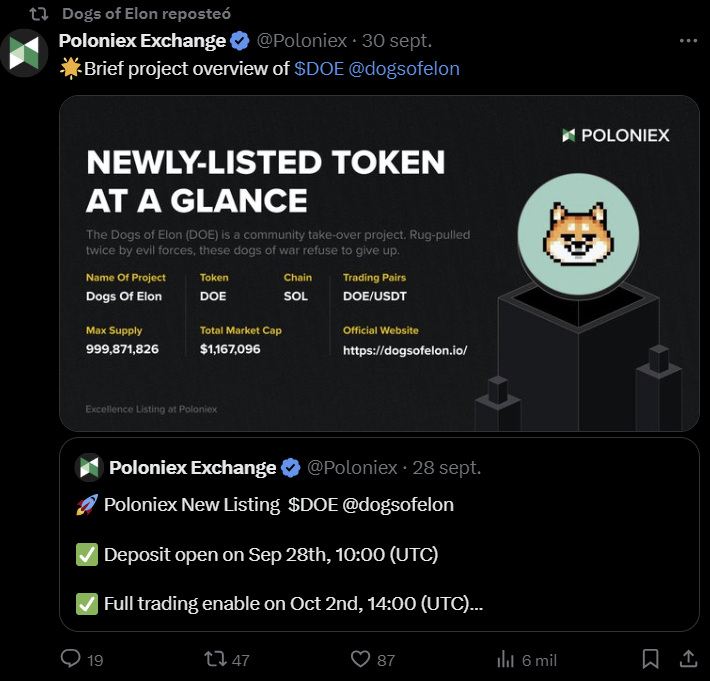 Dogs of Elon reposteó
Poloniex Exchange @Poloniex · 30 sept.
Brief project overview of $DOE @dogsofelon
POLONIEX
NEWLY-LISTED TOKEN
AT A GLANCE
The Dogs of Elon (DOE) is a community take-over project. Rug-pulled
twice by evil forces, these dogs of war refuse to give up.
Name Of Project Token Chain Trading Pairs
Dogs Of Elon DOE SOL DOE/USDT
Max Supply Total Market Cap Official Website
999,871,826 $1,167,096 https://dogsofelon.io/
Excellence Listing at Poloniex
Poloniex Exchange @Poloniex · 28 sept.
🚀 Poloniex New Listing $DOE @dogsofelon
✅ Deposit open on Sep 28th, 10:00 (UTC)
✅ Full trading enable on Oct 2nd, 14:00 (UTC)...
19 47 87 6 mil